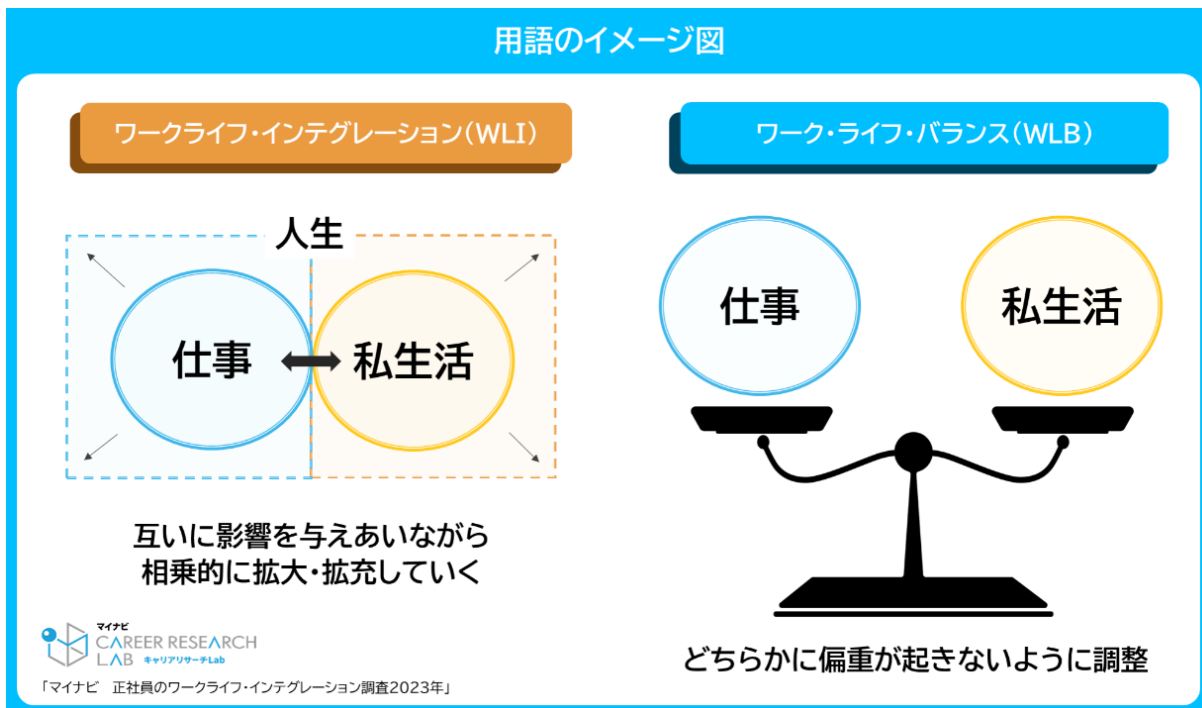 用語のイメージ図
ワークライフ・インテグレーション(WLI)
人生
仕事
私生活
互いに影響を与えあいながら
相乗的に拡大・拡充していく
マイナビ
CAREER RESEARCH
LAB キャリアリサーチLab
「マイナビ 正社員のワークライフ・インテグレーション調査2023年」
ワーク・ライフ・バランス(WLB)
仕事
私生活
どちらかに偏重が起きないように調整